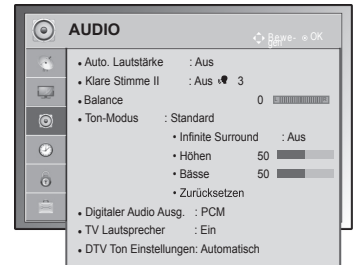 AUDIO
Bewe-
gen
OK
• Auto. Lautstärke : Aus
• Klare Stimme II : Aus 3
• Balance 0
• Ton-Modus : Standard
• Infinite Surround : Aus
• Höhen 50
• Bässe 50
• Zurücksetzen
• Digitaler Audio Ausg. : PCM
• TV Lautsprecher : Ein
• DTV Ton Einstellungen: Automatisch